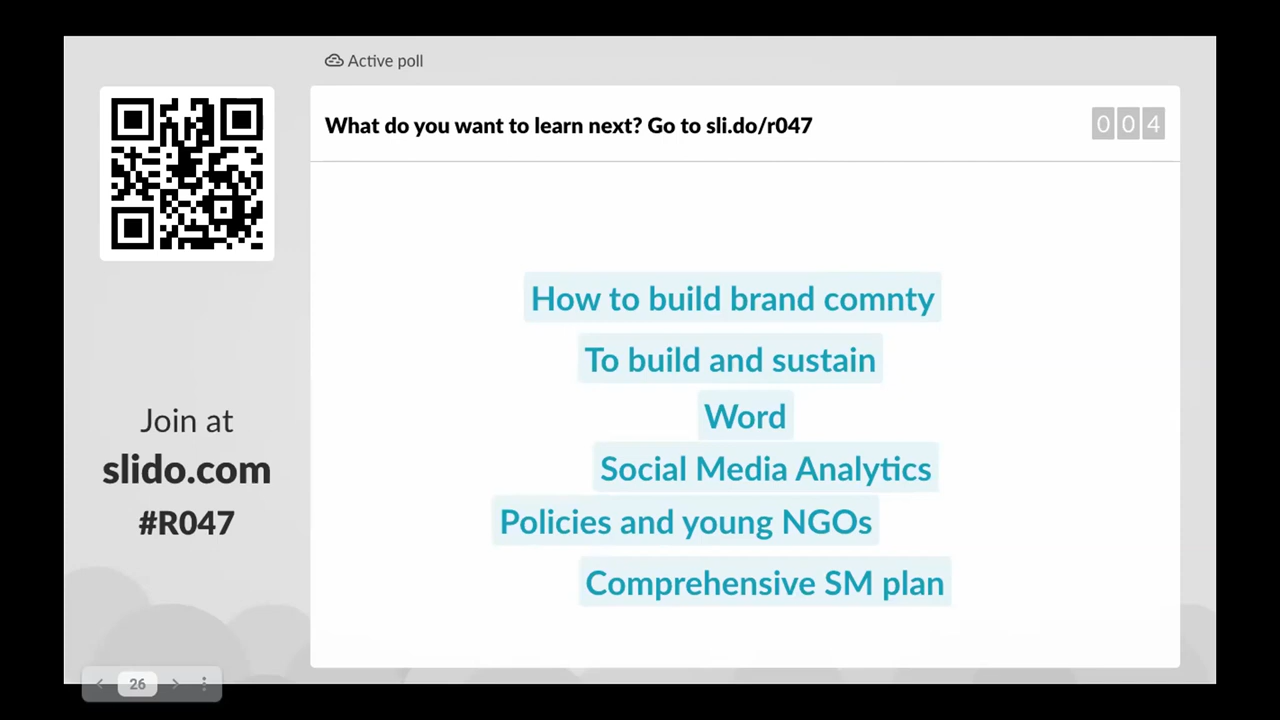 Active poll
What do you want to learn next? Go to sli.do/r047
004
How to build brand comnty
To build and sustain
Word
Social Media Analytics
Policies and young NGOs
Comprehensive SM plan
Join at
slido.com
#R047
26